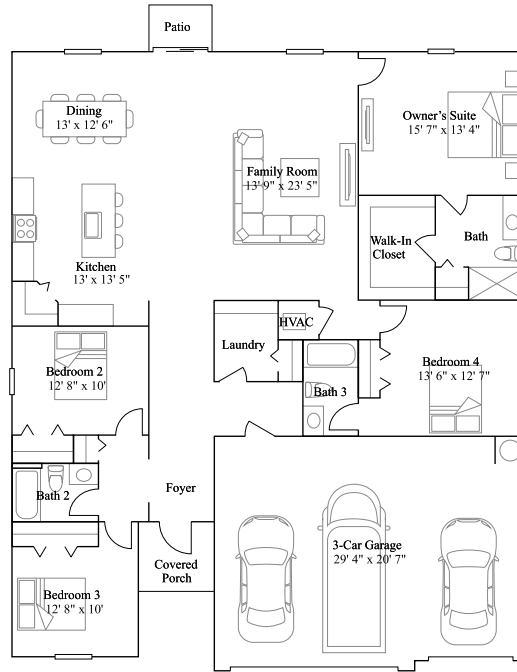 Patio
Dining
13' x 12' 6"
Owner's Suite
15' 7" x 13' 4"
Family Room
13' 9" x 23' 5"
Walk-In
Closet
Bath
Kitchen
13' x 13' 5"
HVAC
Laundry
Bedroom 2
12' 8" x 10'
Bedroom 4
13' 6" x 12' 7"
Bath 3
Bath 2
Foyer
Covered
Porch
3-Car Garage
29' 4" x 20' 7"
Bedroom 3
12' 8" x 10'